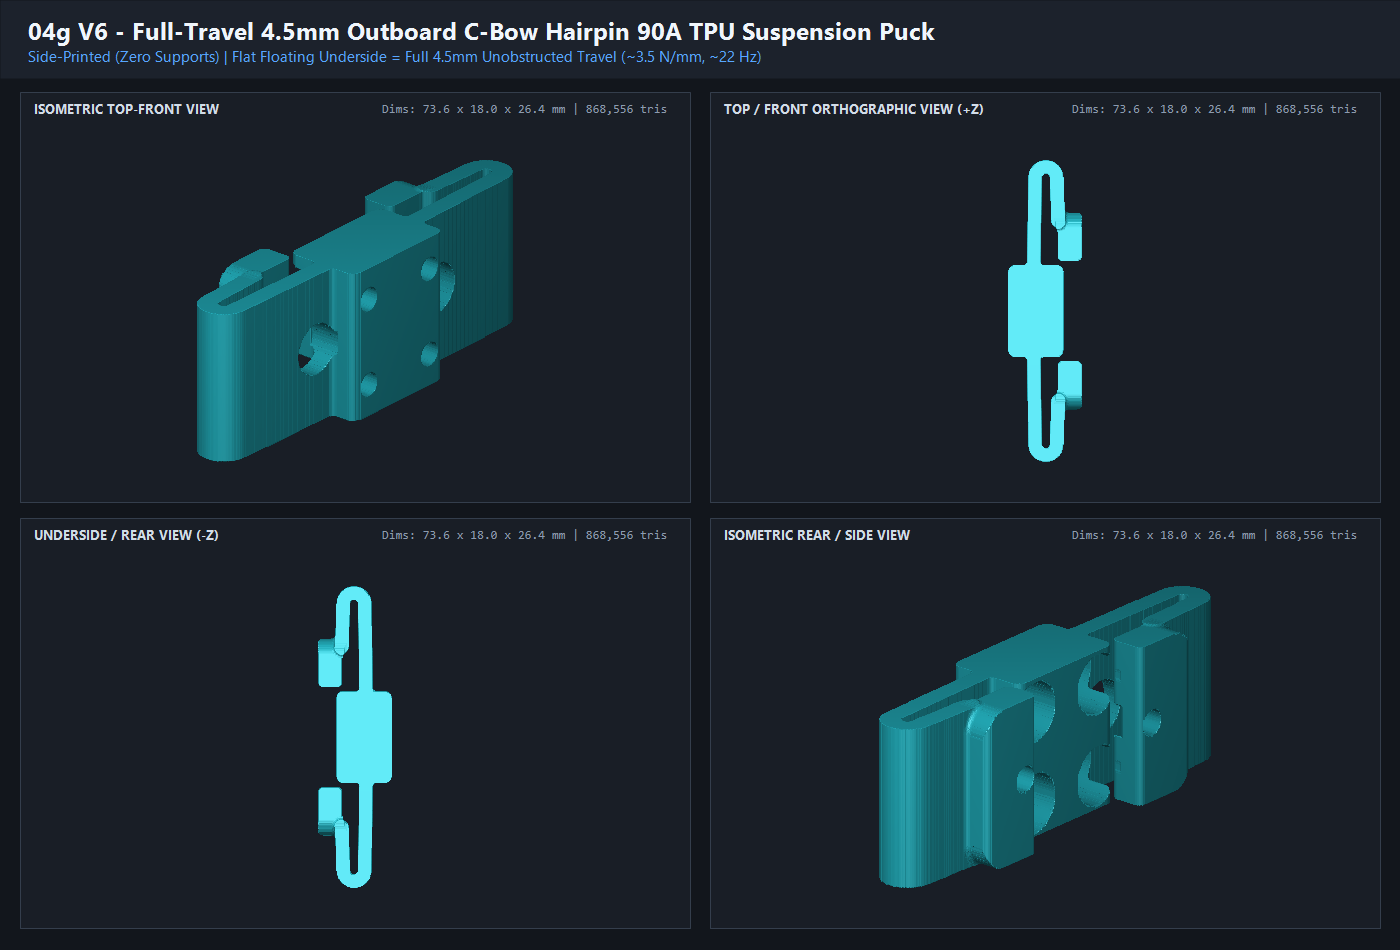 04g V6 - Full-Travel 4.5mm Outboard C-Bow Hairpin 90A TPU Suspension Puck
Side-Printed (Zero Supports) | Flat Floating Underside = Full 4.5mm Unobstructed Travel (~3.5 N/mm, ~22 Hz)
ISOMETRIC TOP-FRONT VIEW
Dims: 73.6 x 18.0 x 26.4 mm | 868,556 tris
TOP / FRONT ORTHOGRAPHIC VIEW (+Z)
Dims: 73.6 x 18.0 x 26.4 mm | 868,556 tris
UNDERSIDE / REAR VIEW (-Z)
Dims: 73.6 x 18.0 x 26.4 mm | 868,556 tris
ISOMETRIC REAR / SIDE VIEW
Dims: 73.6 x 18.0 x 26.4 mm | 868,556 tris